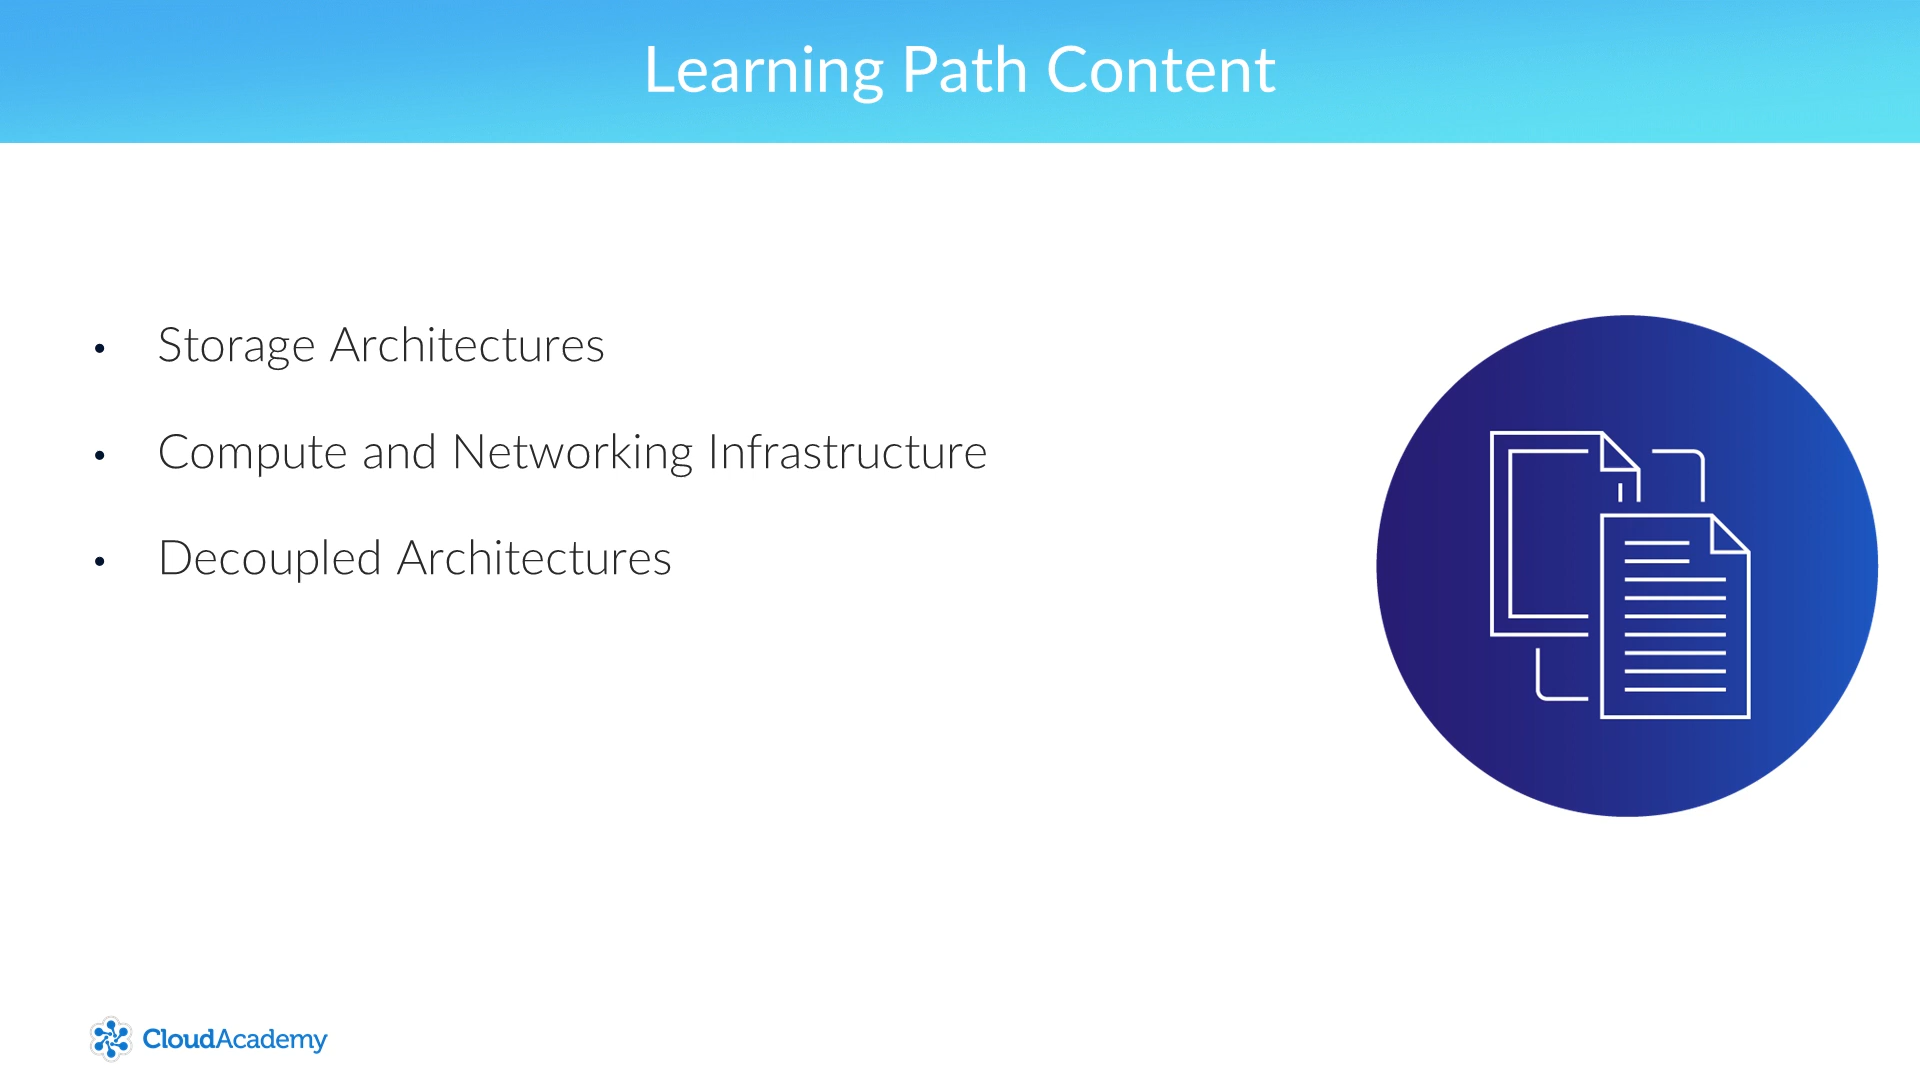 Learning Path Content
• Storage Architectures
• Compute and Networking Infrastructure
• Decoupled Architectures
CloudAcademy